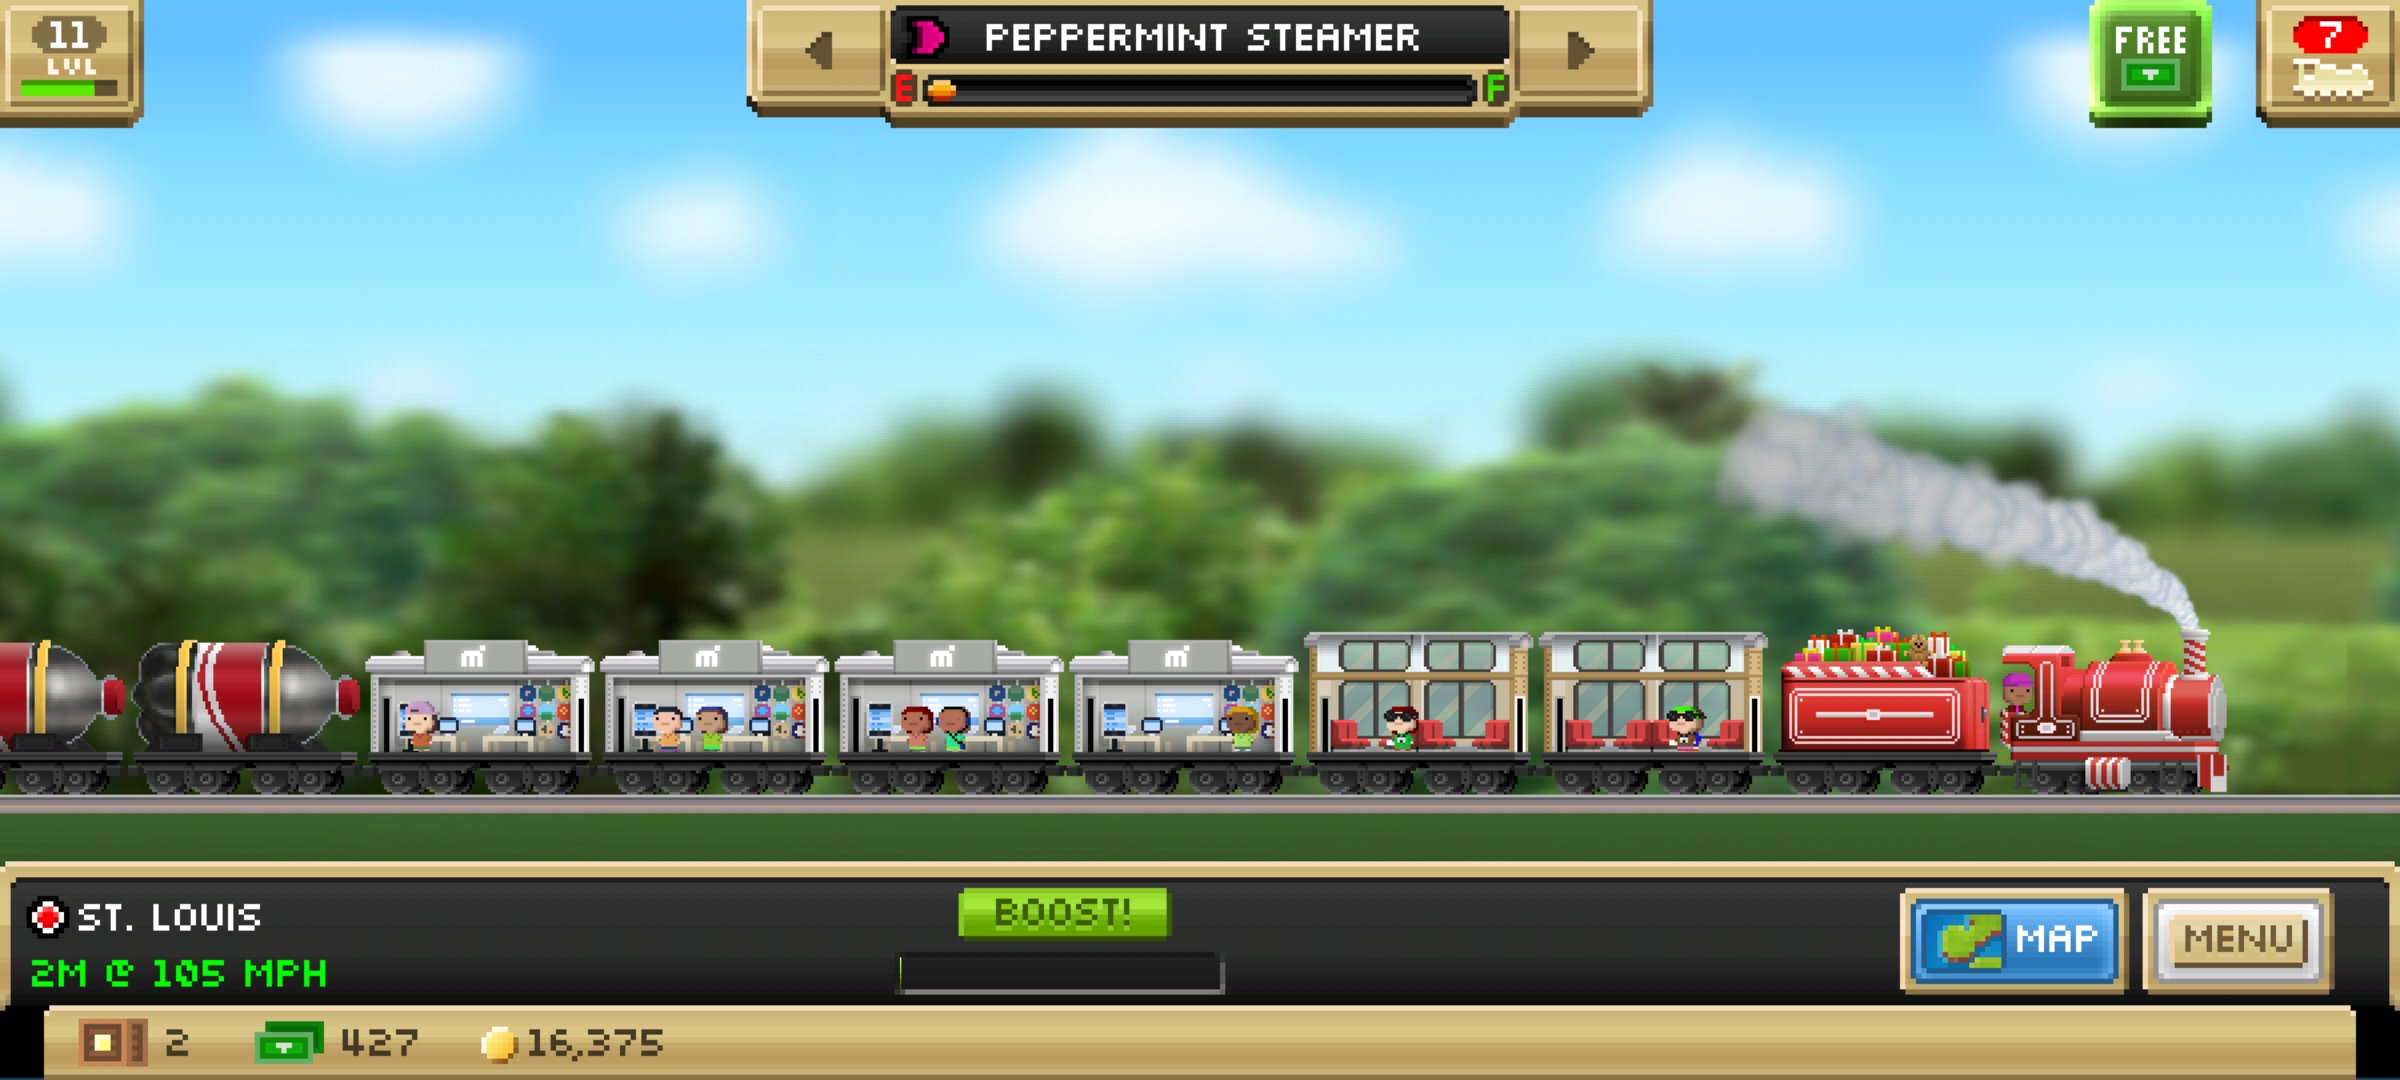 11
LVL
PEPPERMINT STEAMER
E F
FREE
7
m
m
m
m
ST. LOUIS
2M @ 105 MPH
BOOST!
MAP
MENU
2
427
16,375